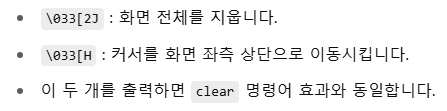 • \033[2J : 화면 전체를 지웁니다.
• \033[H : 커서를 화면 좌측 상단으로 이동시킵니다.
• 이 두 개를 출력하면 clear 명령어 효과와 동일합니다.